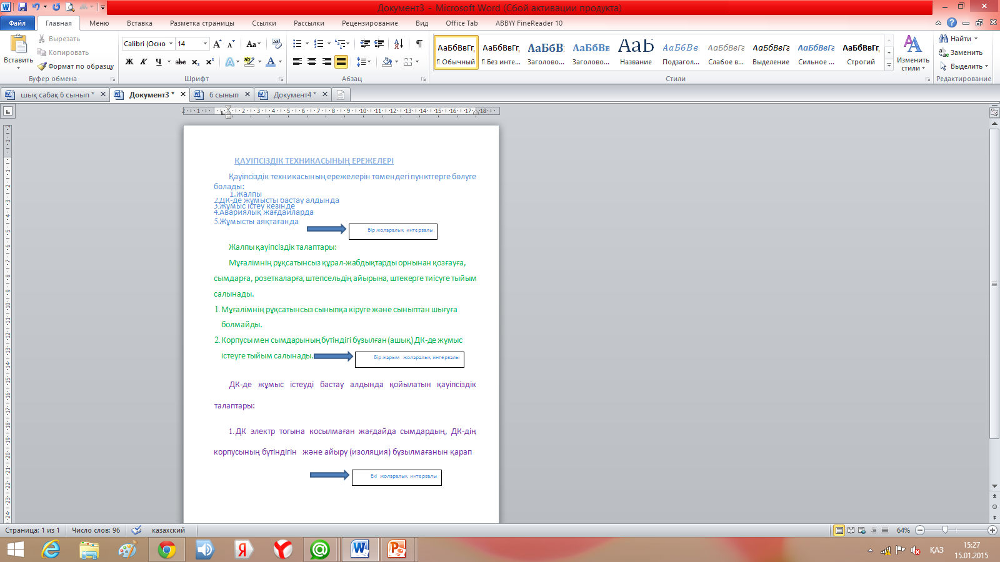 Документ3 - Microsoft Word (Сбой активации продукта)
Файл Главная Меню Вставка Разметка страницы Ссылки Рассылки Рецензирование Вид Office Tab ABBYY FineReader 10
Вставить
Вырезать
Копировать
Формат по образцу
Буфер обмена
Calibri (Осно 14
Ж К Ч abc x₂ x²
Шрифт
Абзац
АаБбВвГг, АаБбВвГг, АаБбВ АаБбВв АаЬ АаБбВв АаБбВвГг АаБбВвГг АаБбВвГг АаБбВвГг,
¶ Обычный ¶ Без инте... Заголово... Заголово... Название Подзагол... Слабое в... Выделение Сильное ... Строгий
Стили
Изменить стили
Найти
Заменить
Выделить
Редактирование
шық сабақ 6 сынып * Документ3 * 6 сынып Документ4 *
ҚАУІПСІЗДІК ТЕХНИКАСЫНЫҢ ЕРЕЖЕЛЕРІ
Қауіпсіздік техникасының ережелерін төмендегі пунктгерге бөлуге
болады:
1.Жалпы
2.ДК-де жұмысты бастау алдында
3.Жұмыс істеу кезінде
4.Авариялық жағдайларда
5.Жұмысты аяқтағанда
Бір жоларалық интервалы
Жалпы қауіпсіздік талаптары:
Мұғалімнің рұқсатынсыз құрал-жабдықтарды орнынан қозғауға,
сымдарға, розеткаларға, штепсельдің айырына, штекерге тиісуге тыйым
салынады.
1. Мұғалімнің рұқсатынсыз сыныпқа кіруге және сыныптан шығуға
болмайды.
2. Корпусы мен сымдарының бүтіндігі бұзылған (ашық) ДК-де жұмыс
істеуге тыйым салынады.
Бір жарым жоларалық интервалы
ДК-де жұмыс істеуді бастау алдында қойылатын қауіпсіздік
талаптары:
1. ДК электр тогына косылмаған жағдайда сымдардың, ДК-дің
корпусының бүтіндігін және айыру (изоляция) бұзылмағанын қарап
Екі жоларалық интервалы
Страница: 1 из 1 Число слов: 96 казахский 64%
ҚАЗ 15:27
15.01.2015